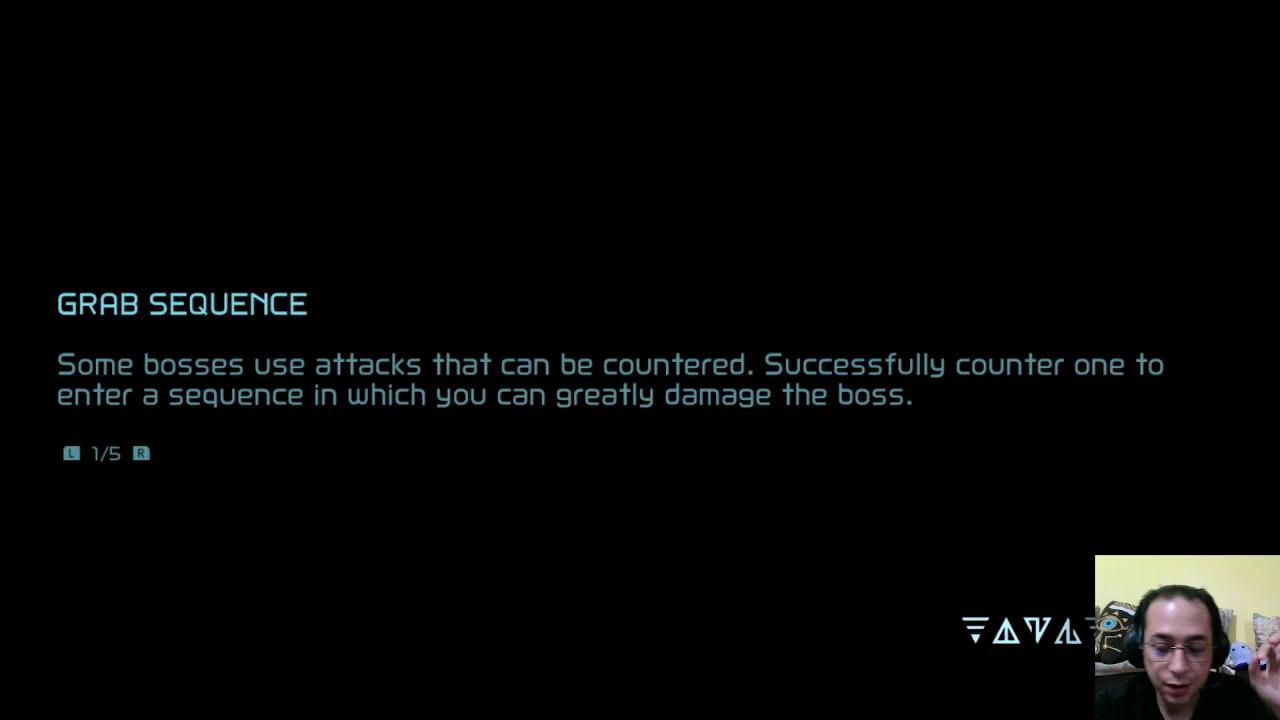 GRAB SEQUENCE
Some bosses use attacks that can be countered. Successfully counter one to
enter a sequence in which you can greatly damage the boss.
L 1/5 R